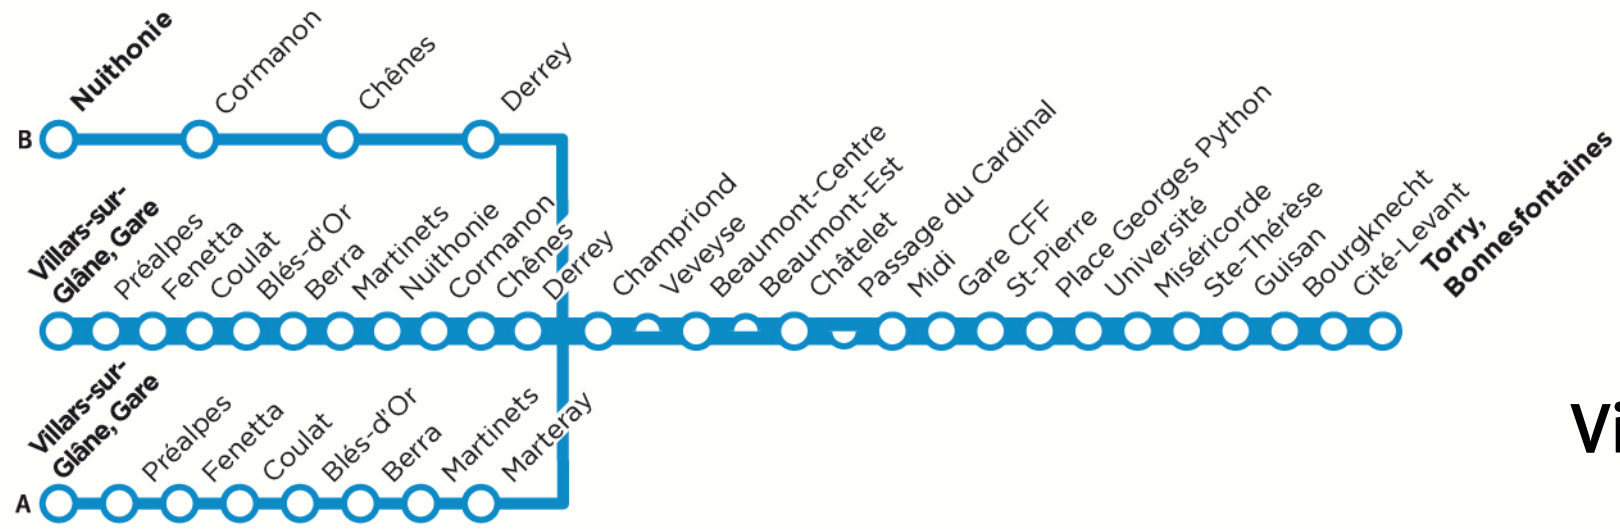 B
Nuithonie
Cormanon
Chênes
Derrey
Villars-sur-
Glâne, Gare
Préalpes
Fenetta
Coulat
Blés-d'Or
Berra
Martinets
Nuithonie
Cormanon
Chênes
Derrey
Champriond
Veveyse
Beaumont-Centre
Beaumont-Est
Châtelet
Passage du Cardinal
Midi
Gare CFF
St-Pierre
Place Georges Python
Université
Miséricorde
Ste-Thérèse
Guisan
Bourgknecht
Cité-Levant
Torry,
Bonnesfontaines
A
Villars-sur-
Glâne, Gare
Préalpes
Fenetta
Coulat
Blés-d'Or
Berra
Martinets
Marteray